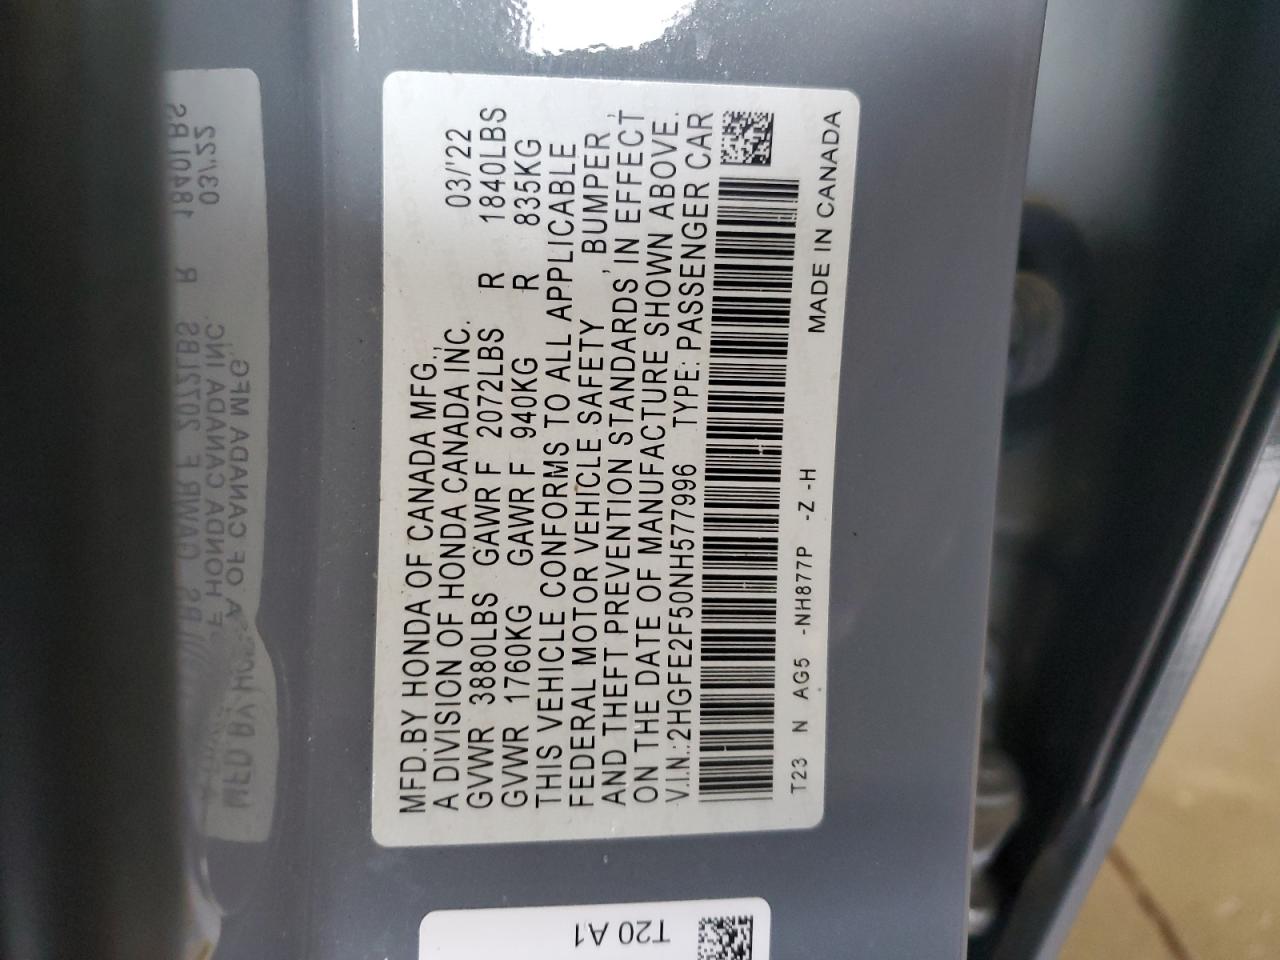 MFD.BY HONDA OF CANADA MFG.,
A DIVISION OF HONDA CANADA INC. 03/'22
GVWR 3880LBS GAWR F 2072LBS R 1840LBS
GVWR 1760KG GAWR F 940KG R 835KG
THIS VEHICLE CONFORMS TO ALL APPLICABLE
FEDERAL MOTOR VEHICLE SAFETY , BUMPER ,
AND THEFT PREVENTION STANDARDS IN EFFECT
ON THE DATE OF MANUFACTURE SHOWN ABOVE.
V.I.N.:2HGFE2F50NH577996 TYPE: PASSENGER CAR
T23 N AG5 -NH877P -Z -H MADE IN CANADA
T20 A1